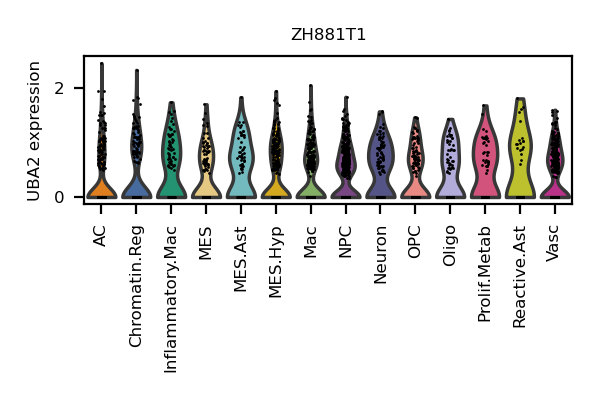 ZH881T1
UBA2 expression
2
0
AC
Chromatin.Reg
Inflammatory.Mac
MES
MES.Ast
MES.Hyp
Mac
NPC
Neuron
OPC
Oligo
Prolif.Metab
Reactive.Ast
Vasc